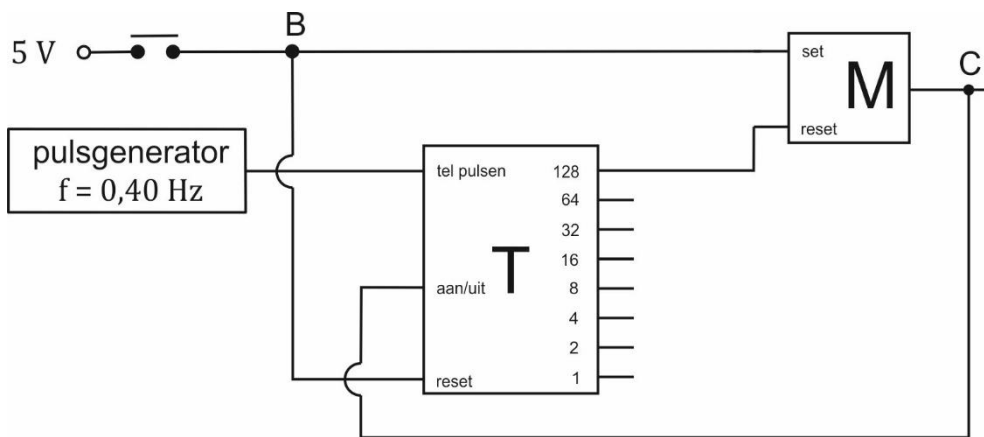 B
5 V
set
M
C
reset
pulsgenerator
f = 0,40 Hz
tel pulsen
128
64
32
16
T
aan/uit
8
4
2
reset
1